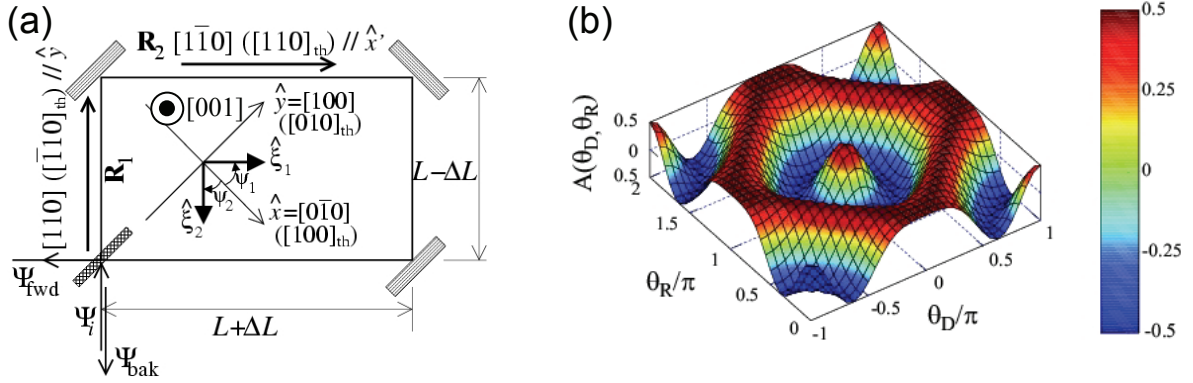 (a)
R₂ [11̅0] ([110]th) // x̂'
[110] ([1̅10]th) // ŷ'
R₁
[001]
ŷ=[100]
([010]th)
ξ̂₁
ψ₁
ψ₂
ξ̂₂
x̂=[01̅0]
([100]th)
L−ΔL
Ψfwd
Ψi
L+ΔL
Ψbak
(b)
A(θD,θR)
0.5
0
0.5
2
1.5
1
0.5
0
θR/π
-1
-0.5
0
0.5
1
θD/π
0.5
0.25
0
-0.25
-0.5